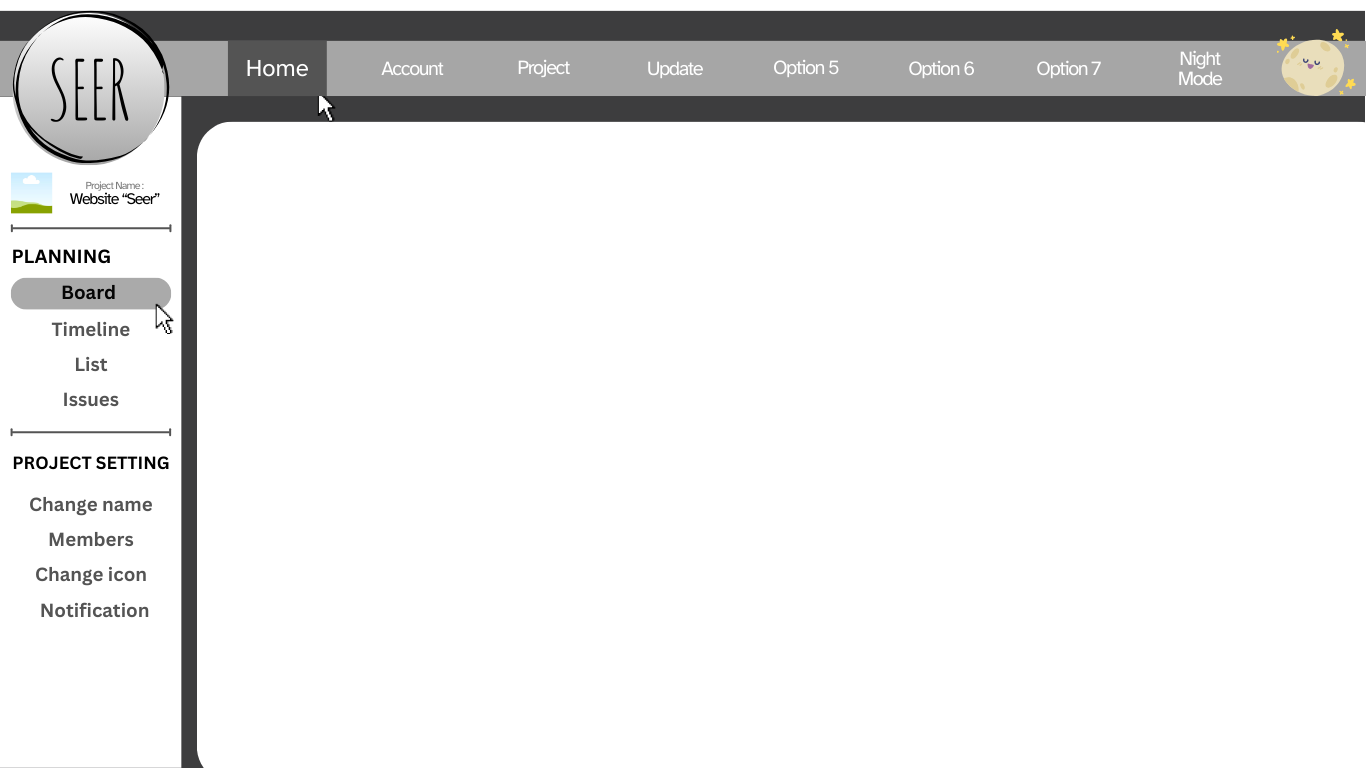 SEER
Home
Account
Project
Update
Option 5
Option 6
Option 7
Night
Mode
Project Name :
Website “Seer”
PLANNING
Board
Timeline
List
Issues
PROJECT SETTING
Change name
Members
Change icon
Notification